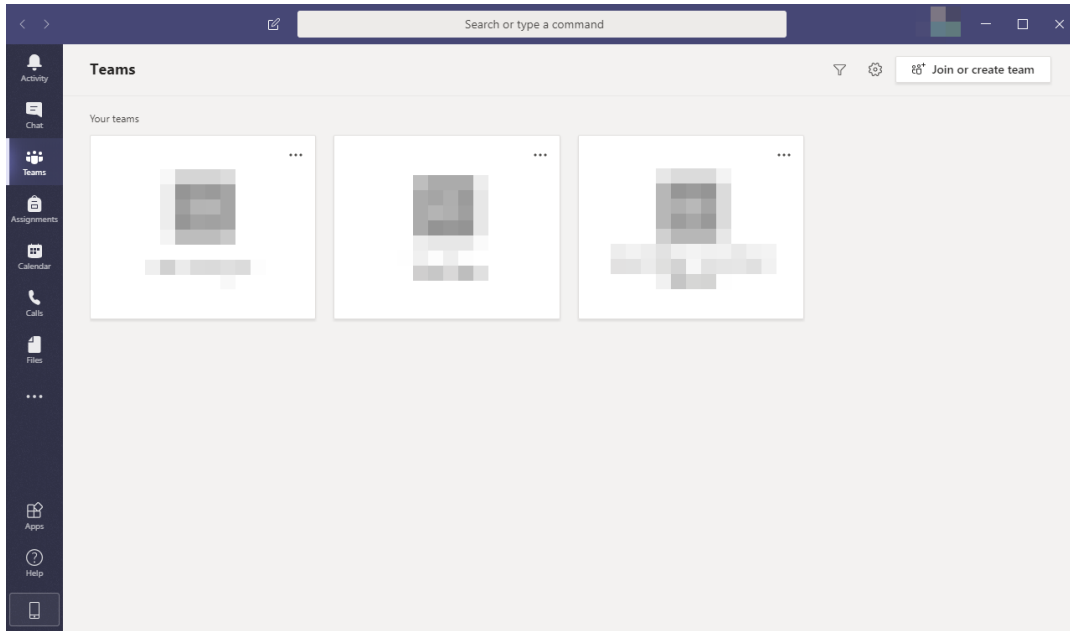 Search or type a command
Activity
Chat
Teams
Assignments
Calendar
Calls
Files
Apps
Help
Teams
Join or create team
Your teams